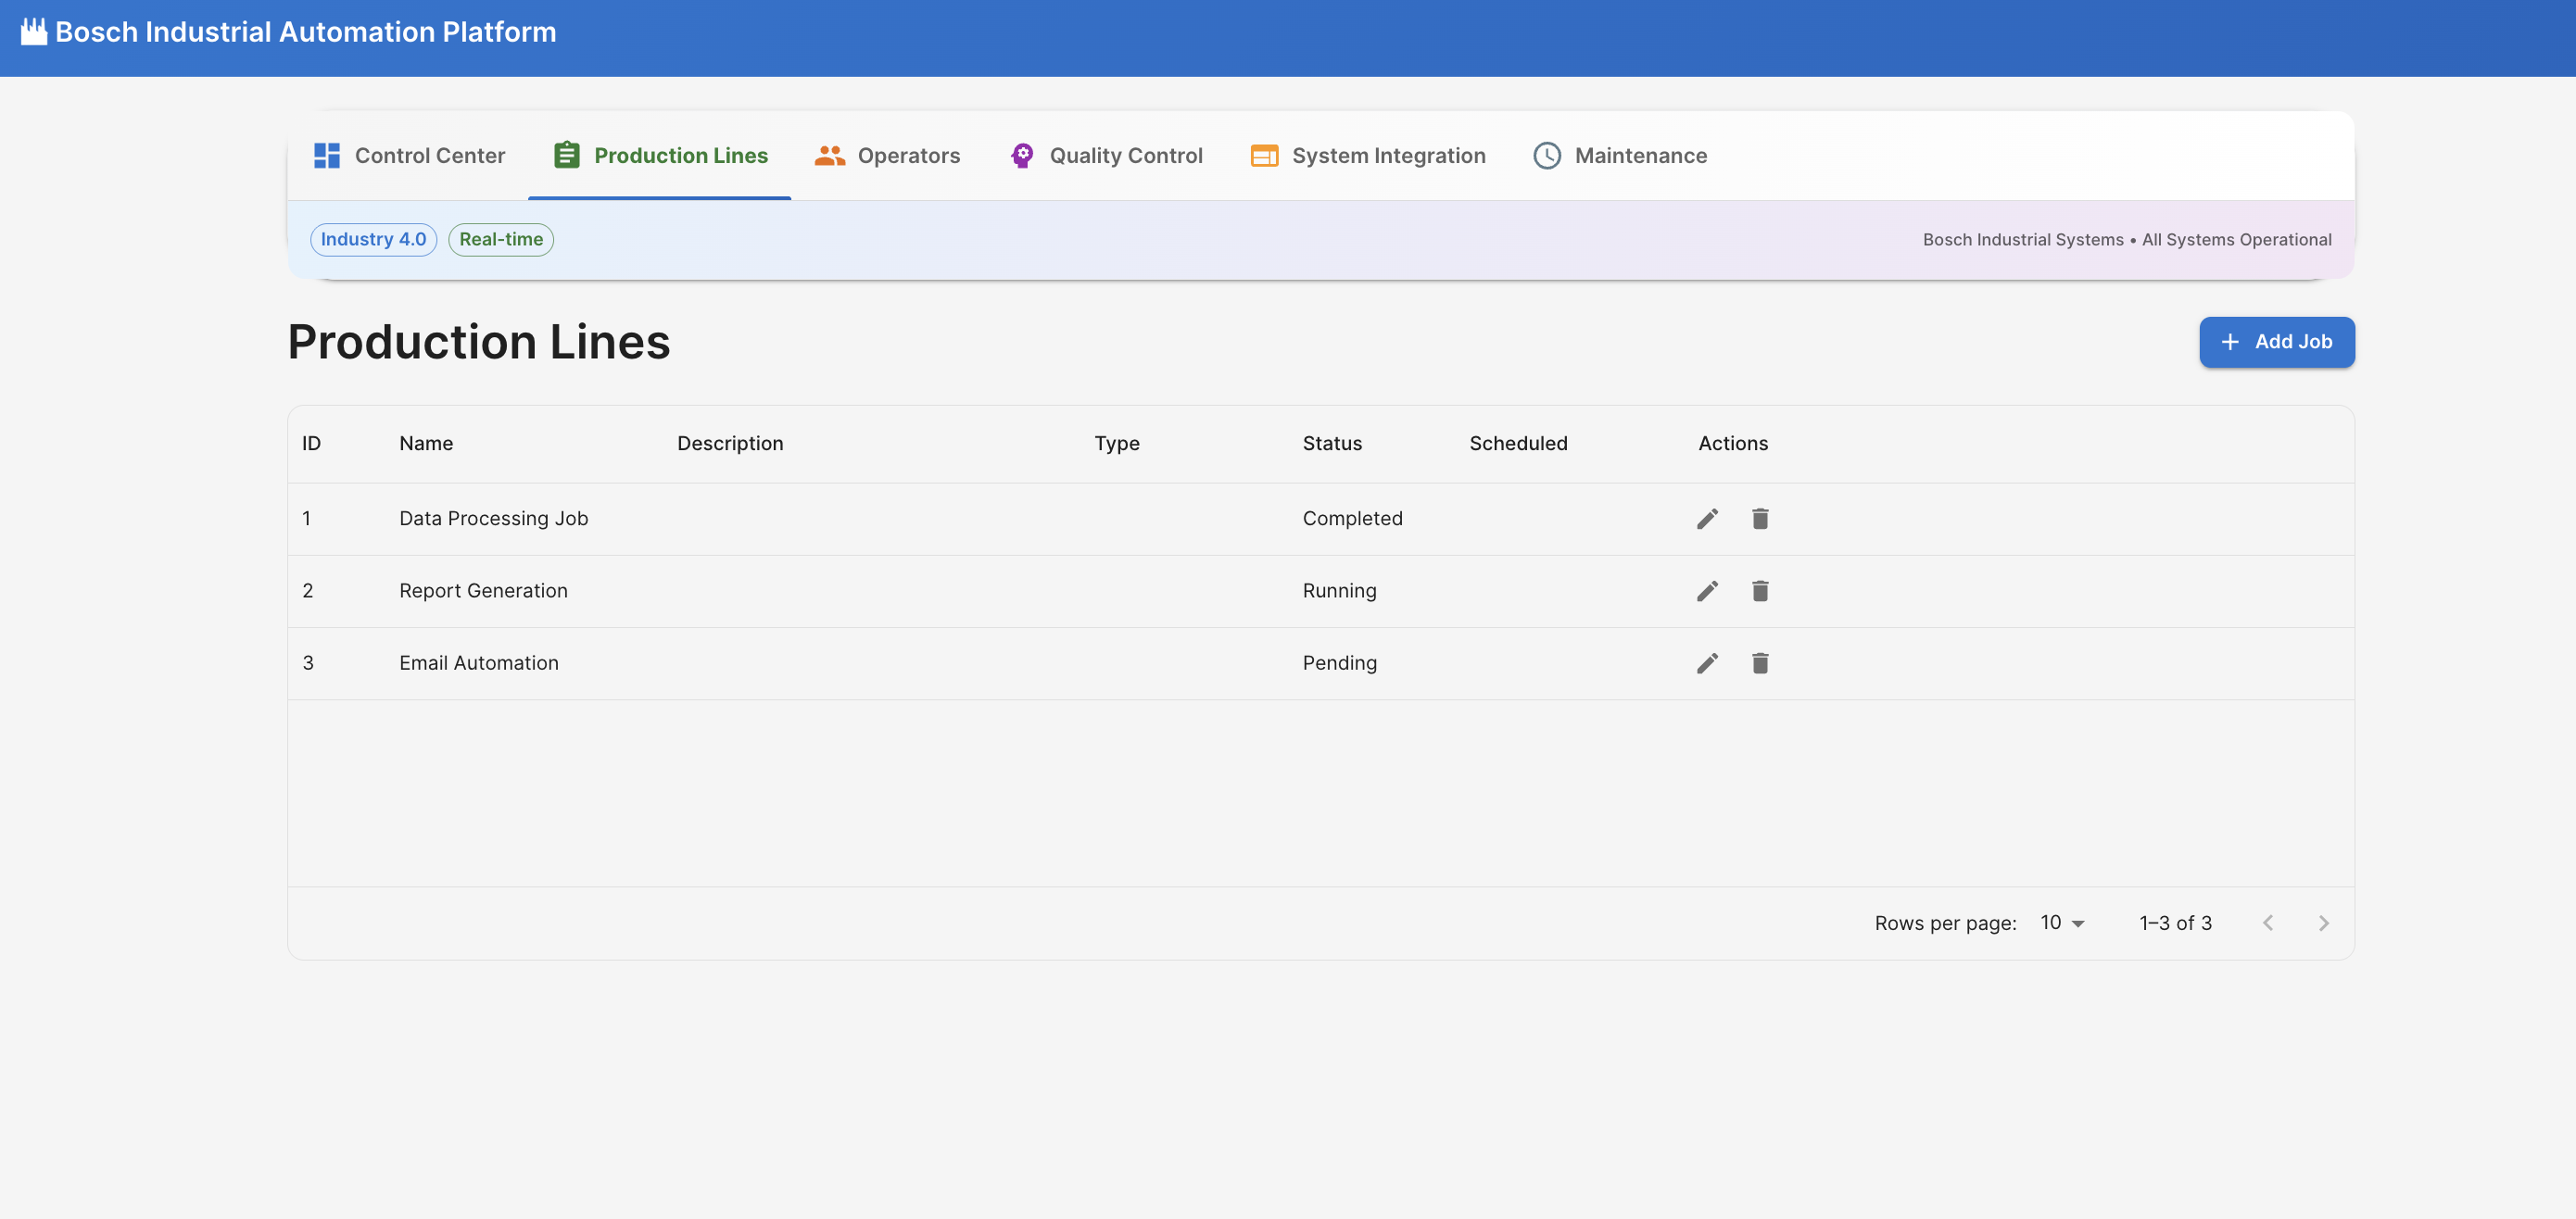 Bosch Industrial Automation Platform
Control Center Production Lines Operators Quality Control System Integration Maintenance
Industry 4.0 Real-time Bosch Industrial Systems • All Systems Operational
Production Lines
Add Job
ID Name Description Type Status Scheduled Actions
1 Data Processing Job Completed
2 Report Generation Running
3 Email Automation Pending
Rows per page: 10 1–3 of 3